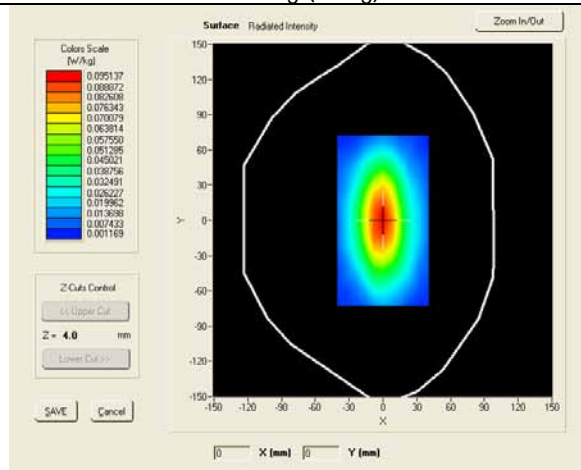 Surface Radiated Intensity
Zoom In/Out
Colors Scale
(W/kg)
0.095137
0.088872
0.082608
0.076343
0.070079
0.063814
0.057550
0.051285
0.045021
0.038756
0.032491
0.026227
0.019962
0.013698
0.007433
0.001169
Z-Cuts Control
<< Upper Cut
Z = 4.0 mm
Lower Cut >>
SAVE
Cancel
150-
120-
90-
60-
30-
0-
-30-
-60-
-90-
-120-
-150-
Y
-150 -120 -90 -60 -30 0 30 60 90 120 150
X
0 X (mm) 0 Y (mm)